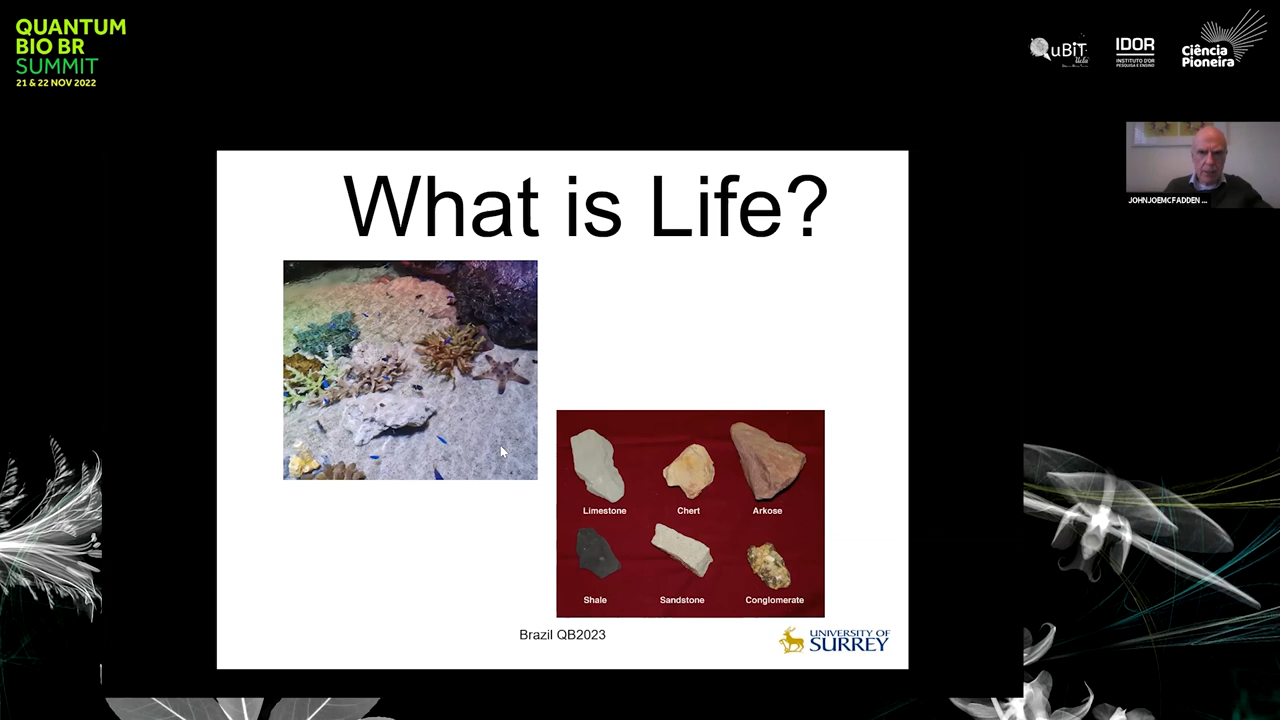 QUANTUM
BIO BR
SUMMIT
21 & 22 NOV 2022
QuBiT
IDOR
INSTITUTO D'OR
PESQUISA E ENSINO
Ciência
Pioneira
JOHNJOEMCFADDEN ...
What is Life?
Limestone
Chert
Arkose
Shale
Sandstone
Conglomerate
Brazil QB2023
UNIVERSITY OF
SURREY